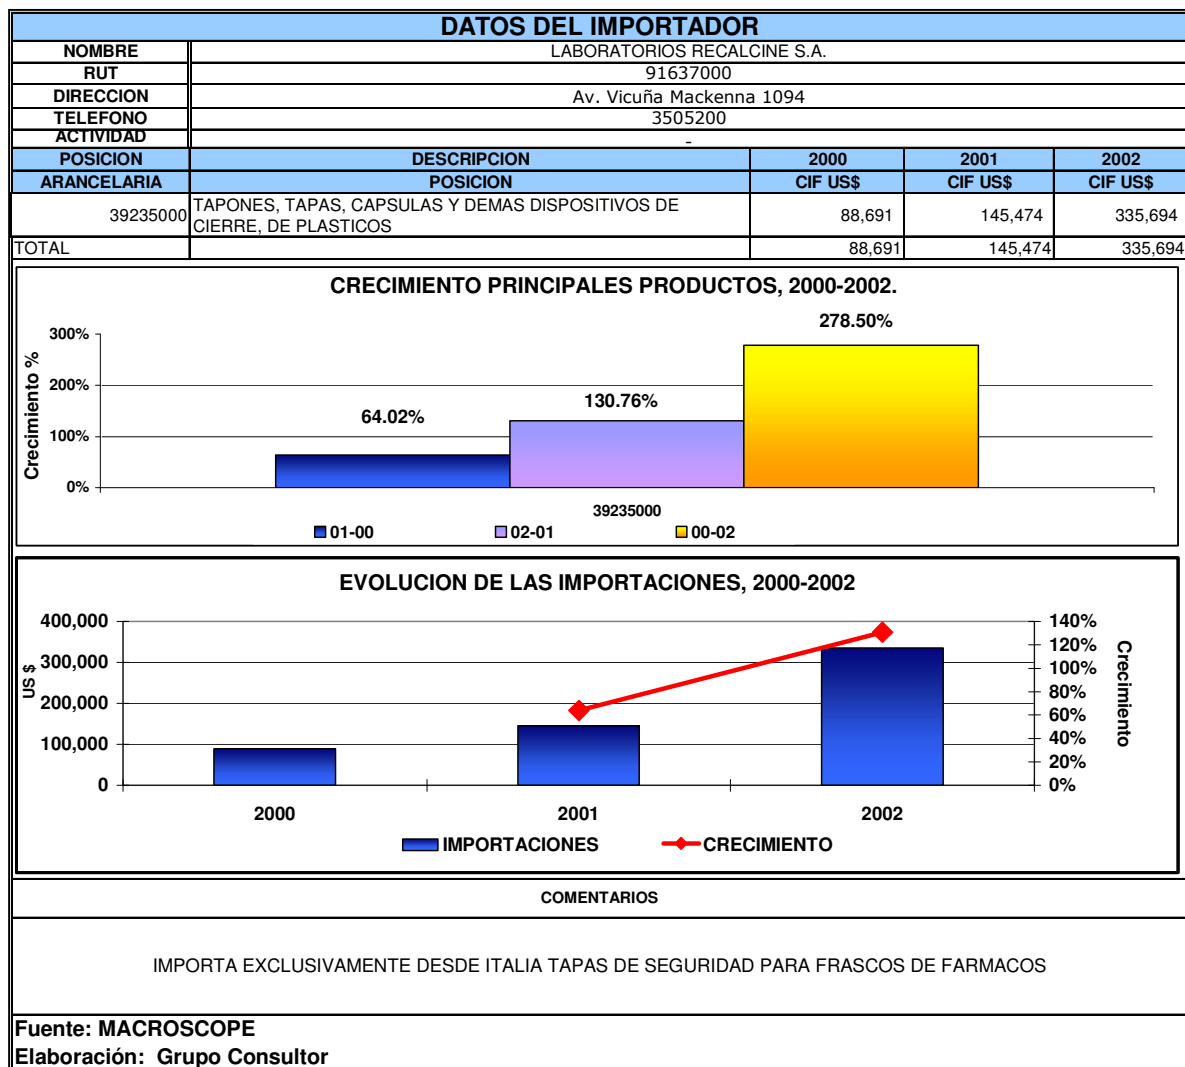 DATOS DEL IMPORTADOR
NOMBRE LABORATORIOS RECALCINE S.A.
RUT 91637000
DIRECCION Av. Vicuña Mackenna 1094
TELEFONO 3505200
ACTIVIDAD -
POSICION DESCRIPCION 2000 2001 2002
ARANCELARIA POSICION CIF US$ CIF US$ CIF US$
39235000 TAPONES, TAPAS, CAPSULAS Y DEMAS DISPOSITIVOS DE
CIERRE, DE PLASTICOS 88,691 145,474 335,694
TOTAL 88,691 145,474 335,694
CRECIMIENTO PRINCIPALES PRODUCTOS, 2000-2002.
Crecimiento %
300%
200%
100%
0%
64.02%
130.76%
278.50%
39235000
01-00 02-01 00-02
EVOLUCION DE LAS IMPORTACIONES, 2000-2002
US $
400,000
300,000
200,000
100,000
0
140%
120%
100%
80%
60%
40%
20%
0%
Crecimiento
2000 2001 2002
IMPORTACIONES CRECIMIENTO
COMENTARIOS
IMPORTA EXCLUSIVAMENTE DESDE ITALIA TAPAS DE SEGURIDAD PARA FRASCOS DE FARMACOS
Fuente: MACROSCOPE
Elaboración: Grupo Consultor